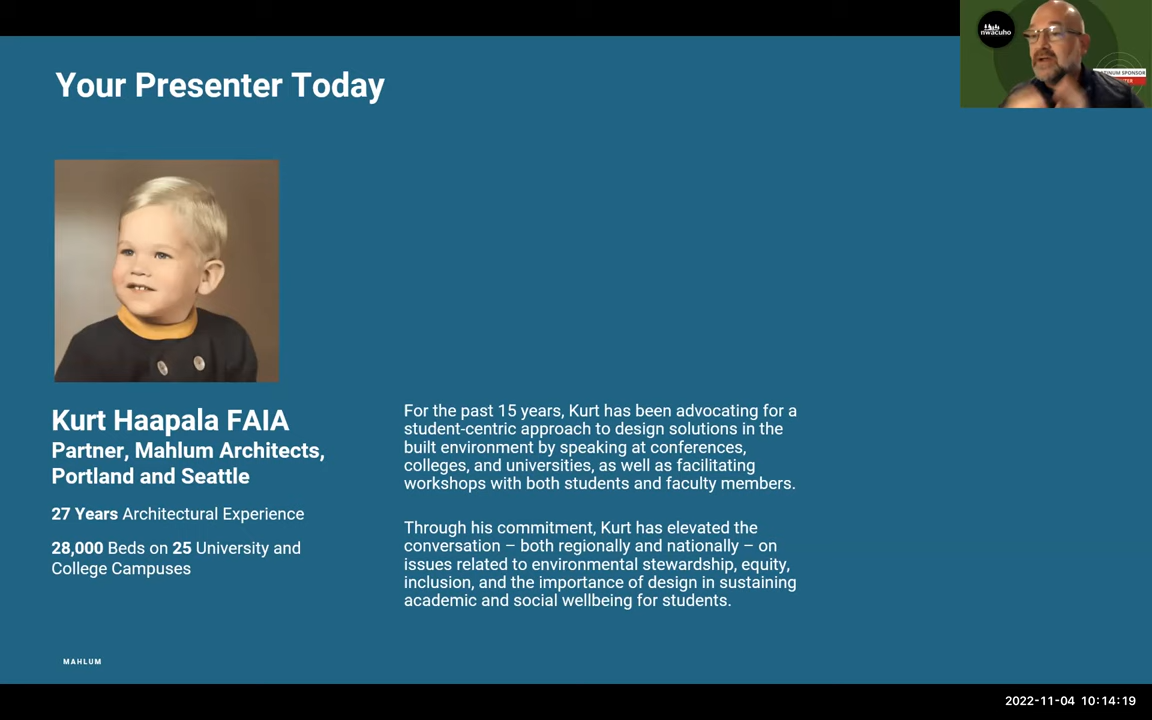 Your Presenter Today
nwacuho
SPONSOR
Kurt Haapala FAIA
Partner, Mahlum Architects,
Portland and Seattle
27 Years Architectural Experience
28,000 Beds on 25 University and
College Campuses
For the past 15 years, Kurt has been advocating for a
student-centric approach to design solutions in the
built environment by speaking at conferences,
colleges, and universities, as well as facilitating
workshops with both students and faculty members.
Through his commitment, Kurt has elevated the
conversation – both regionally and nationally – on
issues related to environmental stewardship, equity,
inclusion, and the importance of design in sustaining
academic and social wellbeing for students.
MAHLUM
2022-11-04 10:14:19